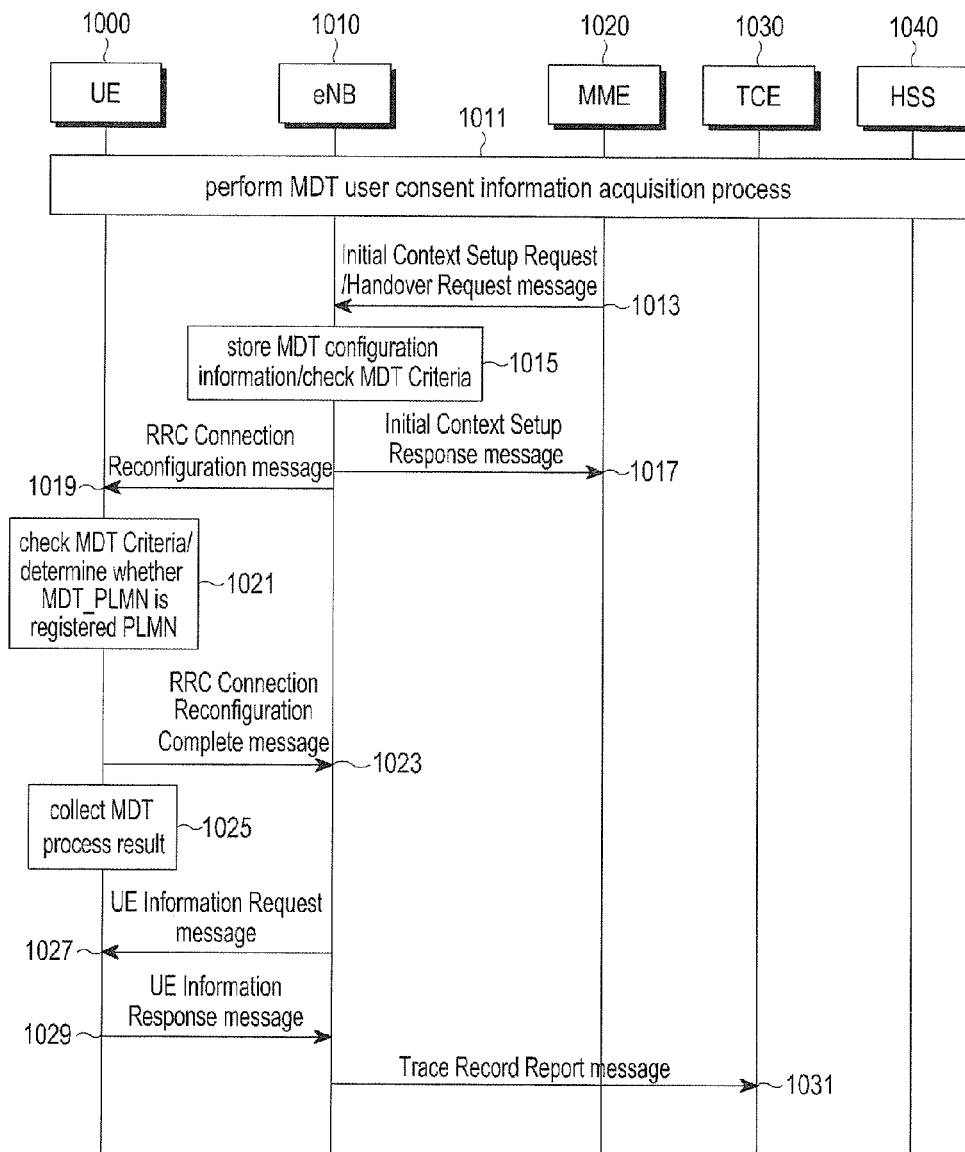 1000
1010
1020
1030
1040
UE
eNB
MME
TCE
HSS
1011
perform MDT user consent information acquisition process
Initial Context Setup Request
/Handover Request message
1013
store MDT configuration
information/check MDT Criteria
1015
RRC Connection
Reconfiguration message
Initial Context Setup
Response message
1017
1019
check MDT Criteria/
determine whether
MDT_PLMN is
registered PLMN
1021
RRC Connection
Reconfiguration
Complete message
1023
collect MDT
process result
1025
UE Information Request
message
1027
UE Information
Response message
1029
Trace Record Report message
1031